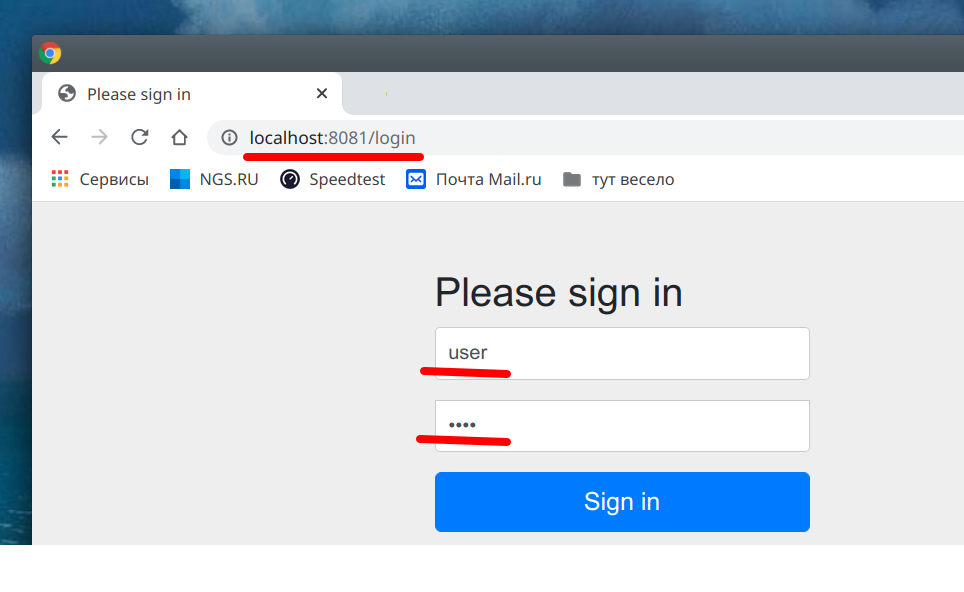 Please sign in
localhost:8081/login
Сервисы NGS.RU Speedtest Почта Mail.ru тут весело
Please sign in
user
••••
Sign in